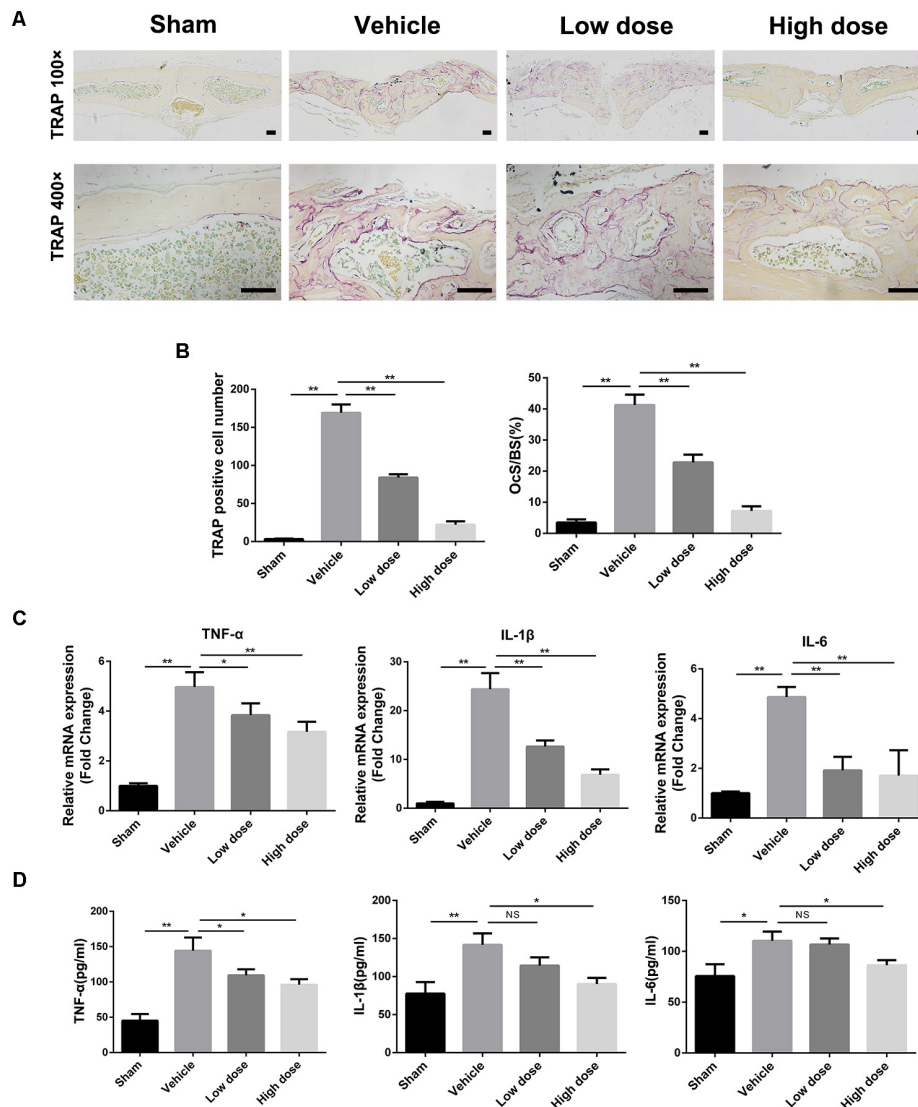 A
Sham Vehicle Low dose High dose
TRAP 100×
TRAP 400×
B
TRAP positive cell number
200
150
100
50
0
** ** **
Sham Vehicle Low dose High dose
OcS/BS(%)
50
40
30
20
10
0
** ** **
Sham Vehicle Low dose High dose
C
TNF-α
Relative mRNA expression
(Fold Change)
6
4
2
0
** * **
Sham Vehicle Low dose High dose
IL-1β
Relative mRNA expression
(Fold Change)
30
20
10
0
** ** **
Sham Vehicle Low dose High dose
IL-6
Relative mRNA expression
(Fold Change)
6
4
2
0
** ** **
Sham Vehicle Low dose High dose
D
TNF-α(pg/ml)
200
150
100
50
0
** * *
Sham Vehicle Low dose High dose
IL-1β(pg/ml)
200
150
100
50
0
** NS *
Sham Vehicle Low dose High dose
IL-6(pg/ml)
150
100
50
0
* NS *
Sham Vehicle Low dose High dose